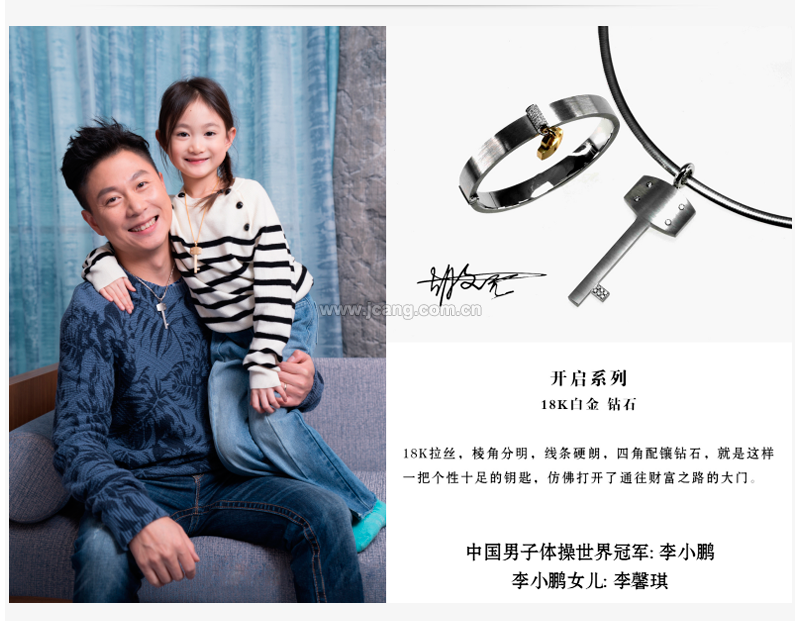 www.jcang.com.cn
开启系列
18K白金 钻石
18K拉丝，棱角分明，线条硬朗，四角配镶钻石，就是这样
一把个性十足的钥匙，仿佛打开了通往财富之路的大门。
中国男子体操世界冠军: 李小鹏
李小鹏女儿: 李馨琪